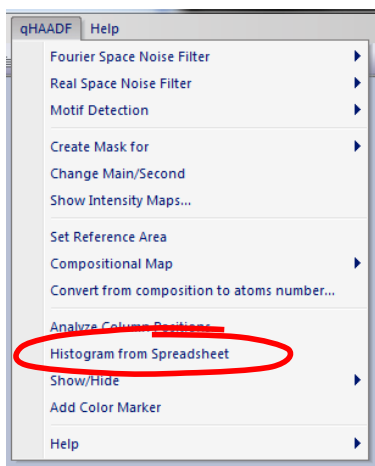 qHAADF Help
Fourier Space Noise Filter
Real Space Noise Filter
Motif Detection
Create Mask for
Change Main/Second
Show Intensity Maps...
Set Reference Area
Compositional Map
Convert from composition to atoms number...
Analyze Column Positions
Histogram from Spreadsheet
Show/Hide
Add Color Marker
Help